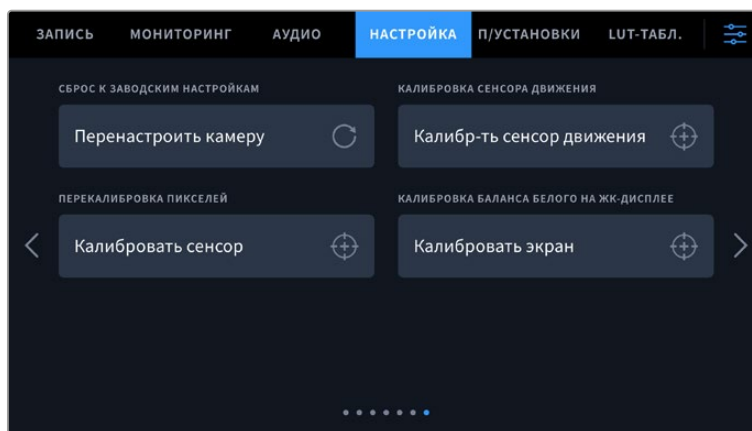 ЗАПИСЬ МОНИТОРИНГ АУДИО НАСТРОЙКА П/УСТАНОВКИ LUT-ТАБЛ.
СБРОС К ЗАВОДСКИМ НАСТРОЙКАМ
Перенастроить камеру
КАЛИБРОВКА СЕНСОРА ДВИЖЕНИЯ
Калибр-ть сенсор движения
ПЕРЕКАЛИБРОВКА ПИКСЕЛЕЙ
Калибровать сенсор
КАЛИБРОВКА БАЛАНСА БЕЛОГО НА ЖК-ДИСПЛЕЕ
Калибровать экран